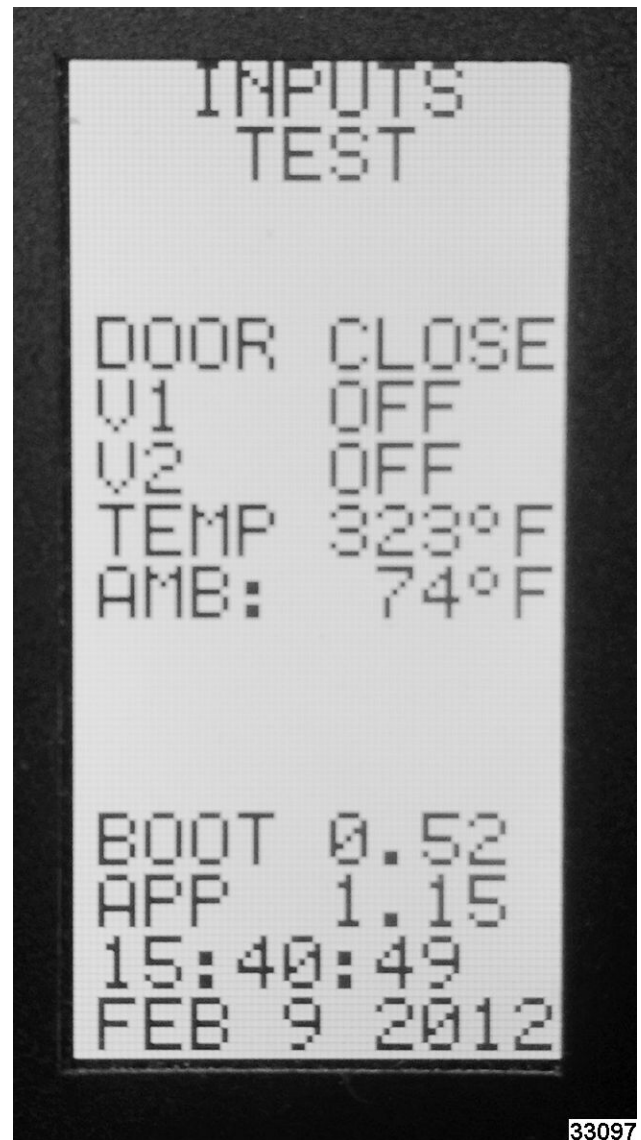 INPUTS
TEST
DOOR CLOSE
V1 OFF
V2 OFF
TEMP 323°F
AMB: 74°F
BOOT 0.52
APP 1.15
15:40:49
FEB 9 2012
33097